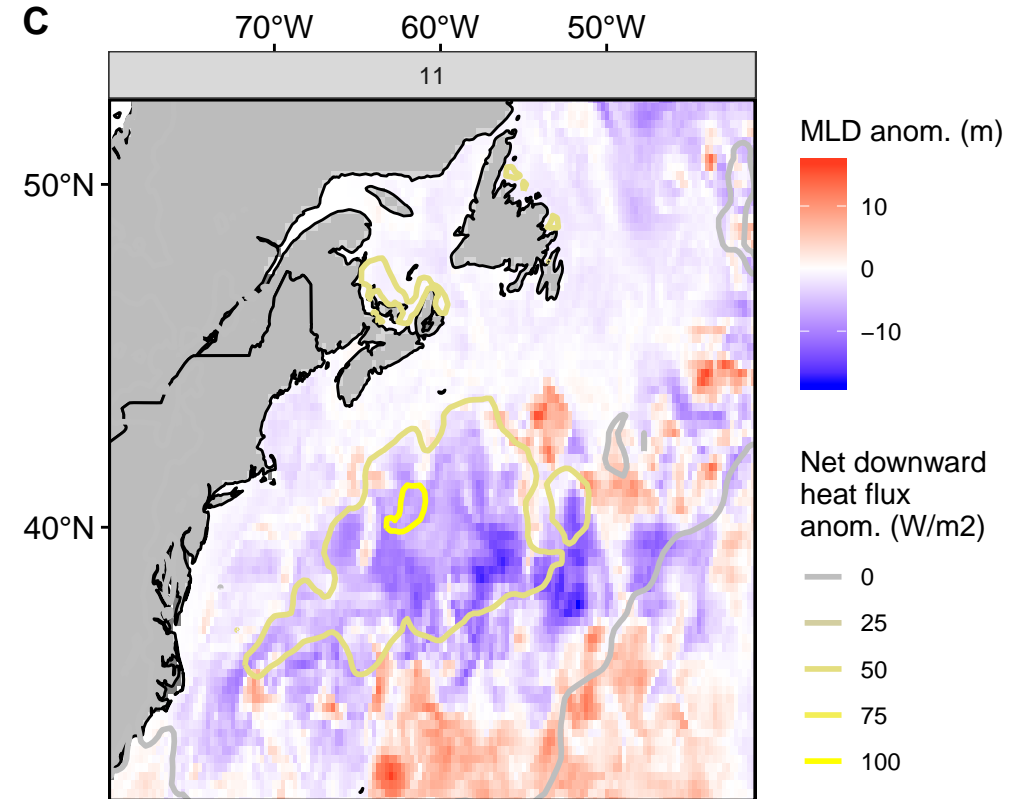 C
70°W 60°W 50°W
11
50°N
40°N
MLD anom. (m)
10
0
−10
Net downward
heat flux
anom. (W/m2)
0
25
50
75
100